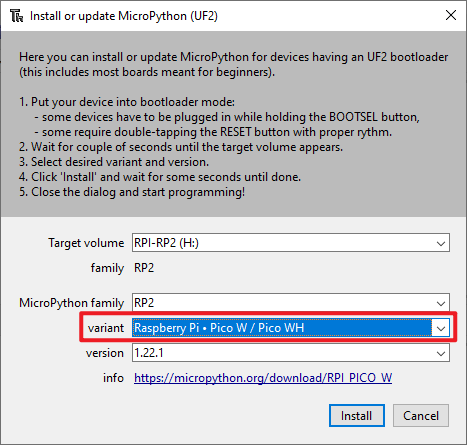 Install or update MicroPython (UF2)
Here you can install or update MicroPython for devices having an UF2 bootloader
(this includes most boards meant for beginners).
1. Put your device into bootloader mode:
- some devices have to be plugged in while holding the BOOTSEL button,
- some require double-tapping the RESET button with proper rythm.
2. Wait for couple of seconds until the target volume appears.
3. Select desired variant and version.
4. Click 'Install' and wait for some seconds until done.
5. Close the dialog and start programming!
Target volume RPI-RP2 (H:)
family RP2
MicroPython family RP2
variant Raspberry Pi • Pico W / Pico WH
version 1.22.1
info https://micropython.org/download/RPI_PICO_W
Install Cancel